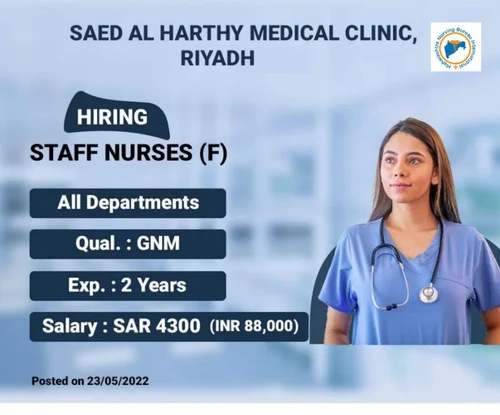 SAED AL HARTHY MEDICAL CLINIC,
RIYADH
HIRING
STAFF NURSES (F)
All Departments
Qual. : GNM
Exp. : 2 Years
Salary : SAR 4300 (INR 88,000)
Posted on 23/05/2022